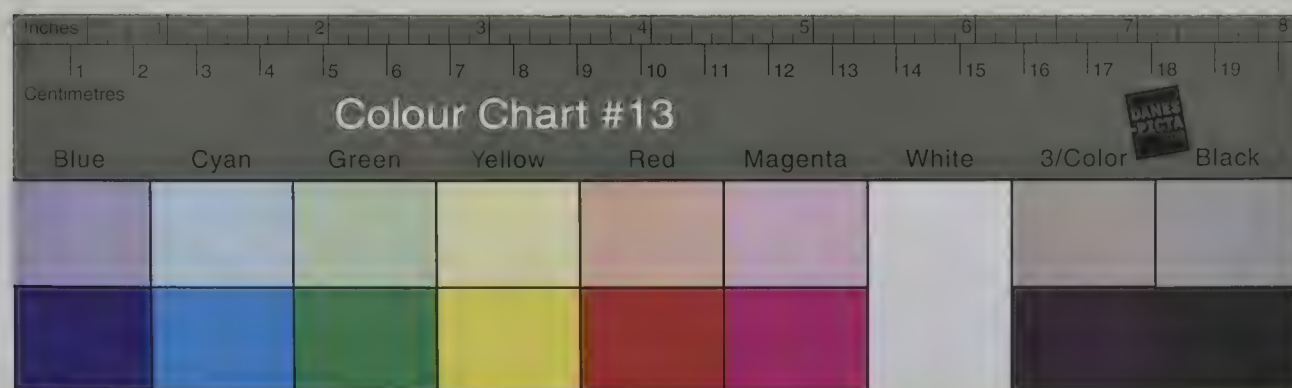 Inches 1 2 3 4 5 6 7 8
1 2 3 4 5 6 7 8 9 10 11 12 13 14 15 16 17 18 19
Centimetres
Colour Chart #13
DANES
-PICTA
Blue Cyan Green Yellow Red Magenta White 3/Color Black